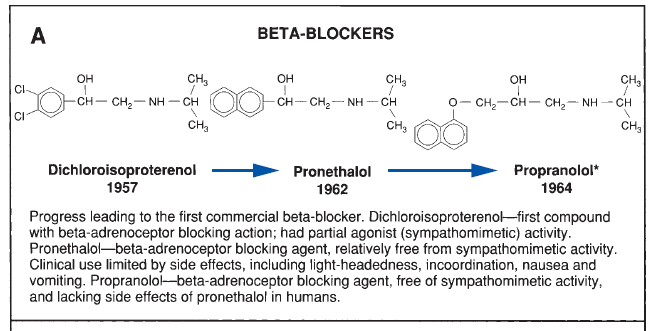 A
BETA-BLOCKERS
Cl
Cl
OH
CH
CH2
NH
CH
CH3
CH3
OH
CH
CH2
NH
CH
CH3
CH3
O
CH2
OH
CH
CH2
NH
CH
CH3
CH3
Dichloroisoproterenol
1957
Pronethalol
1962
Propranolol*
1964
Progress leading to the first commercial beta-blocker. Dichloroisoproterenol—first compound
with beta-adrenoceptor blocking action; had partial agonist (sympathomimetic) activity.
Pronethalol—beta-adrenoceptor blocking agent, relatively free from sympathomimetic activity.
Clinical use limited by side effects, including light-headedness, incoordination, nausea and
vomiting. Propranolol—beta-adrenoceptor blocking agent, free of sympathomimetic activity,
and lacking side effects of pronethalol in humans.